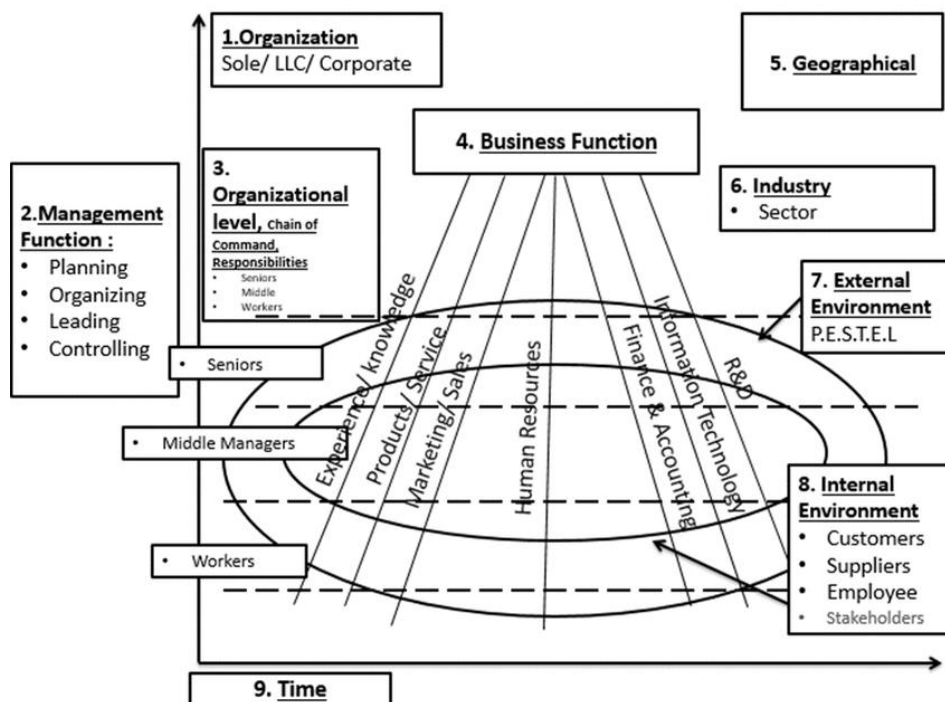 1.Organization
Sole/ LLC/ Corporate
5. Geographical
4. Business Function
3.
Organizational
level, Chain of
Command,
Responsibilities
• Seniors
• Middle
• Workers
2.Management
Function :
• Planning
• Organizing
• Leading
• Controlling
6. Industry
• Sector
7. External
Environment
P.E.S.T.E.L
• Seniors
• Middle Managers
• Workers
Experience/ knowledge
Products/ Service
Marketing/ Sales
Human Resources
Finance & Accounting
Information Technology
R&D
8. Internal
Environment
• Customers
• Suppliers
• Employee
• Stakeholders
9. Time